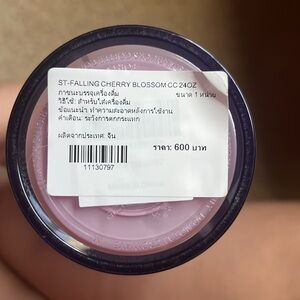 ST-FALLING CHERRY BLOSSOM CC 24OZ
ภาชนะบรรจุเครื่องดื่ม ขนาด 1 หน่วย
วิธีใช้: สำหรับใส่เครื่องดื่ม
ข้อแนะนำ: ทำความสะอาดหลังการใช้งาน
คำเตือน: ระวังการตกกระแทก
ผลิตจากประเทศ: จีน
ราคา: 600 บาท
11130797